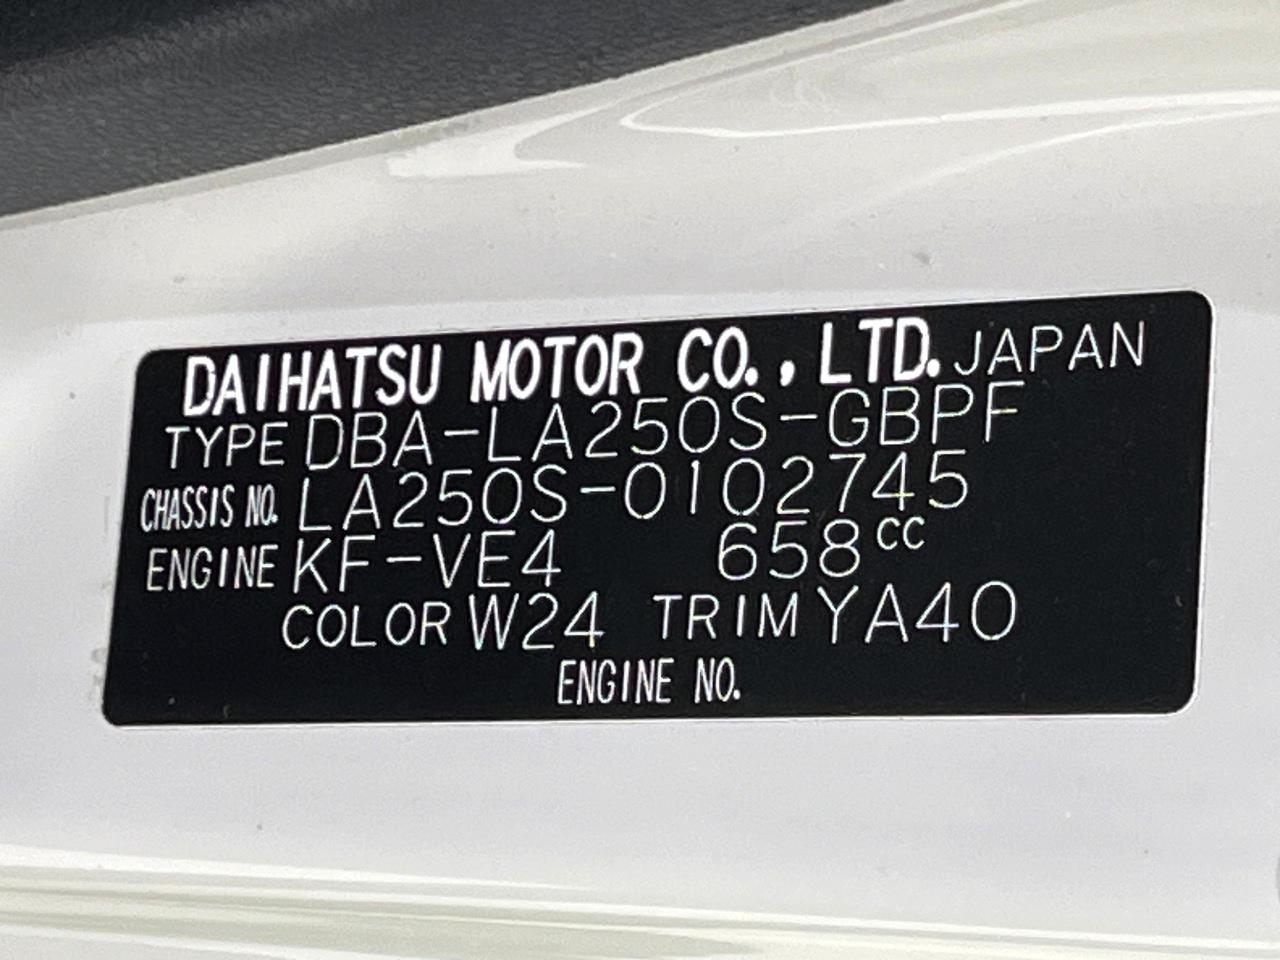 DAIHATSU MOTOR CO., LTD. JAPAN
TYPE DBA-LA250S-GBPF
CHASSIS NO. LA250S-0102745
ENGINE KF-VE4 658CC
COLOR W24 TRIM YA40
ENGINE NO.